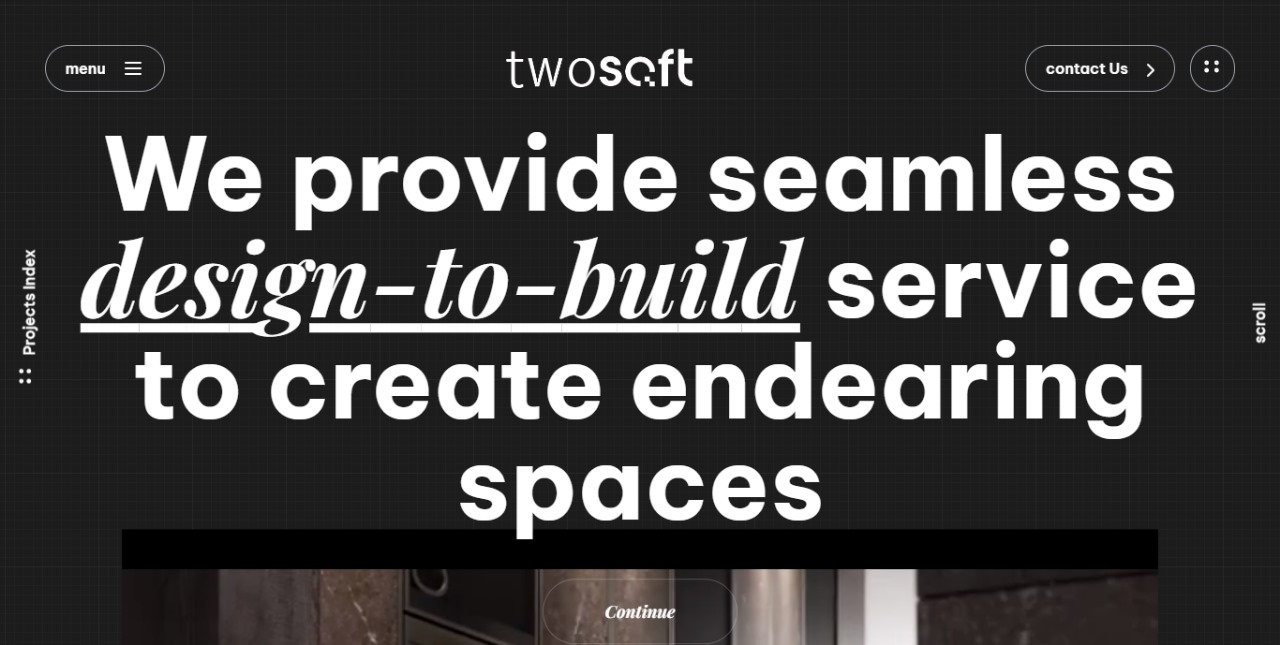 menu
twosoft
contact Us
We provide seamless
design-to-build service
to create endearing
spaces
Projects Index
scroll
Continue